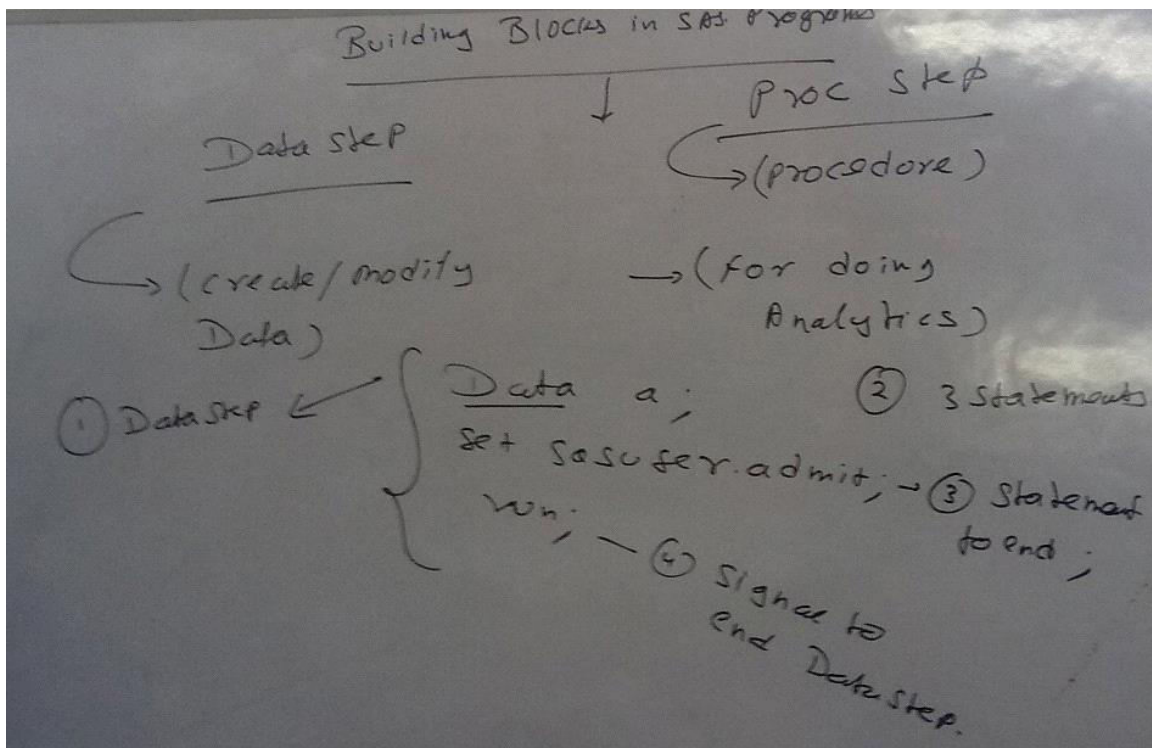 Building Blocks in SAS Programs
Data step
Proc step
(procedore)
(create/modify
Data)
(for doing
Analytics)
① Data step
Data a;
set sasuser.admit;
run;
② 3 statements
③ Statement
to end ;
④ Signal to
end Data step.